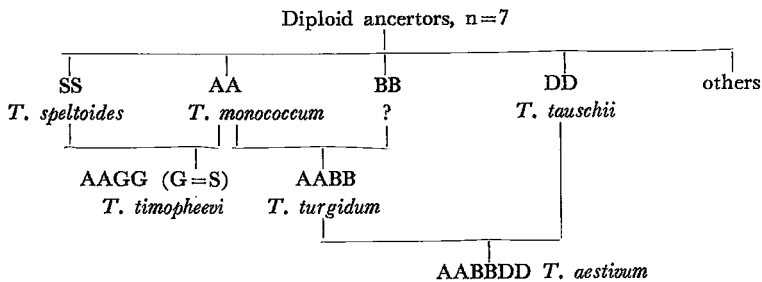 Diploid ancertors, n=7
SS AA BB DD others
T. speltoides T. monococcum ? T. tauschii
AAGG (G=S) AABB
T. timopheevi T. turgidum
AABBDD T. aestivum